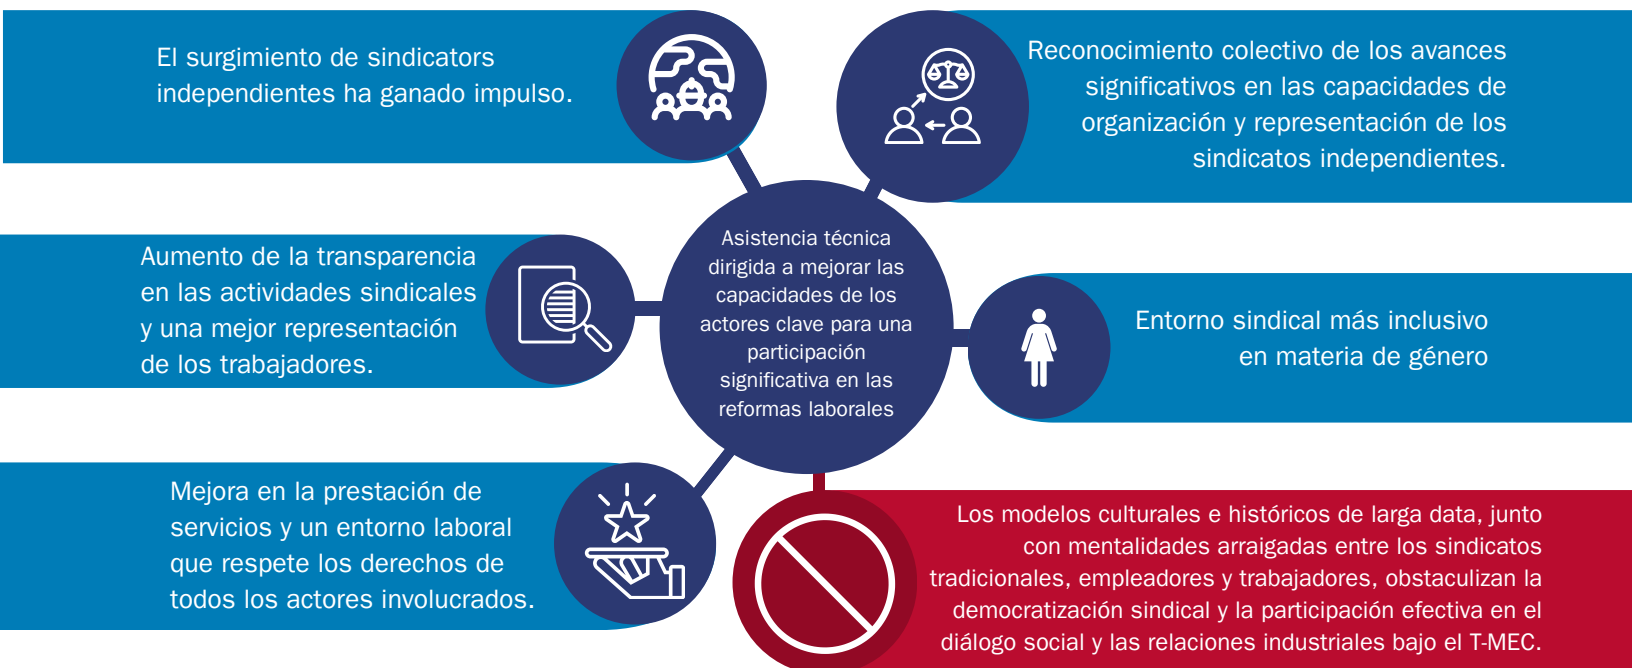 El surgimiento de sindicators
independientes ha ganado impulso.
Reconocimiento colectivo de los avances
significativos en las capacidades de
organización y representación de los
sindicatos independientes.
Asistencia técnica
dirigida a mejorar las
capacidades de los
actores clave para una
participación
significativa en las
reformas laborales
Aumento de la transparencia
en las actividades sindicales
y una mejor representación
de los trabajadores.
Entorno sindical más inclusivo
en materia de género
Mejora en la prestación de
servicios y un entorno laboral
que respete los derechos de
todos los actores involucrados.
Los modelos culturales e históricos de larga data, junto
con mentalidades arraigadas entre los sindicatos
tradicionales, empleadores y trabajadores, obstaculizan la
democratización sindical y la participación efectiva en el
diálogo social y las relaciones industriales bajo el T-MEC.